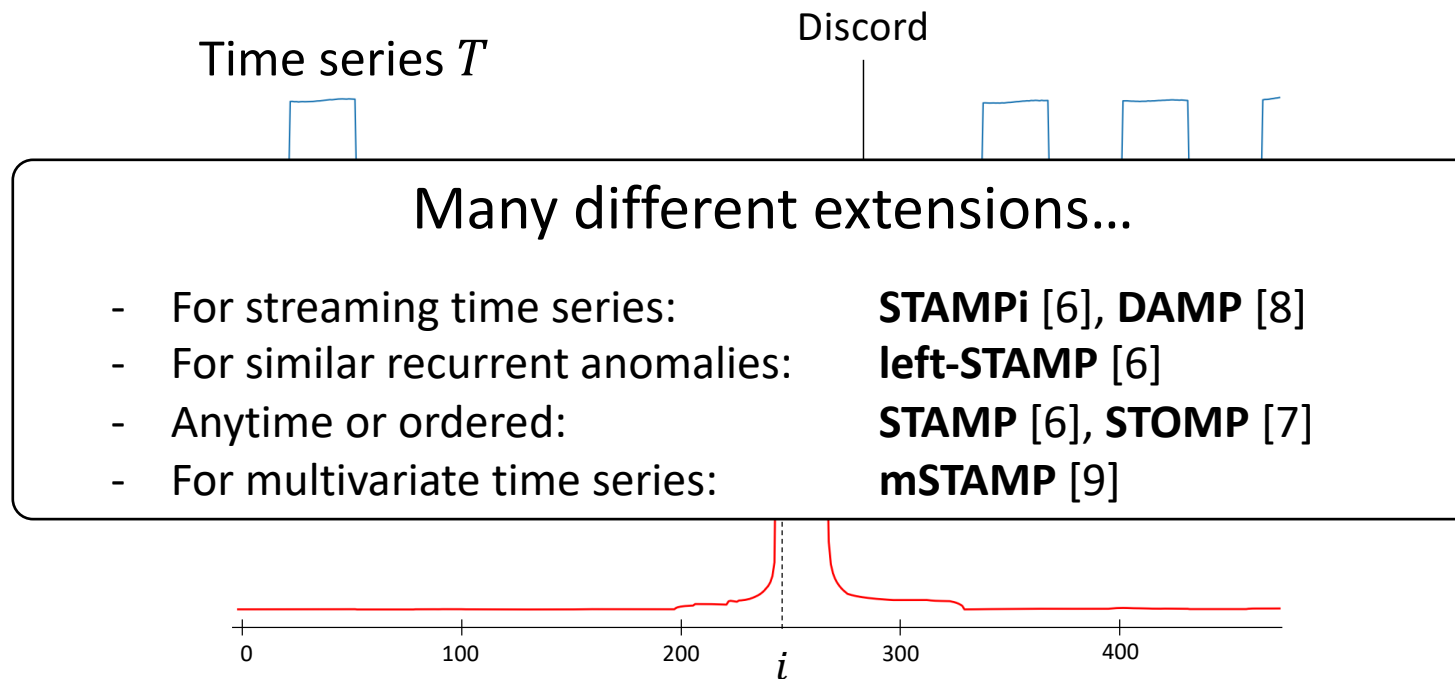 Discord
Time series T
Many different extensions…
- For streaming time series: STAMPi [6], DAMP [8]
- For similar recurrent anomalies: left-STAMP [6]
- Anytime or ordered: STAMP [6], STOMP [7]
- For multivariate time series: mSTAMP [9]
0 100 200 300 400
i